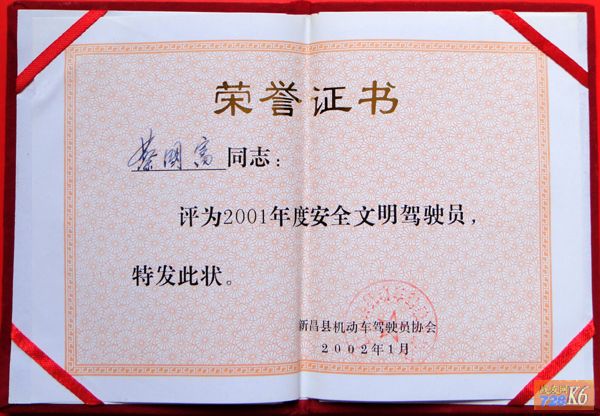 荣誉证书
蔡国富同志：
评为2001年度安全文明驾驶员，
特发此状。
新昌县机动车驾驶员协会
2002年1月
728K6